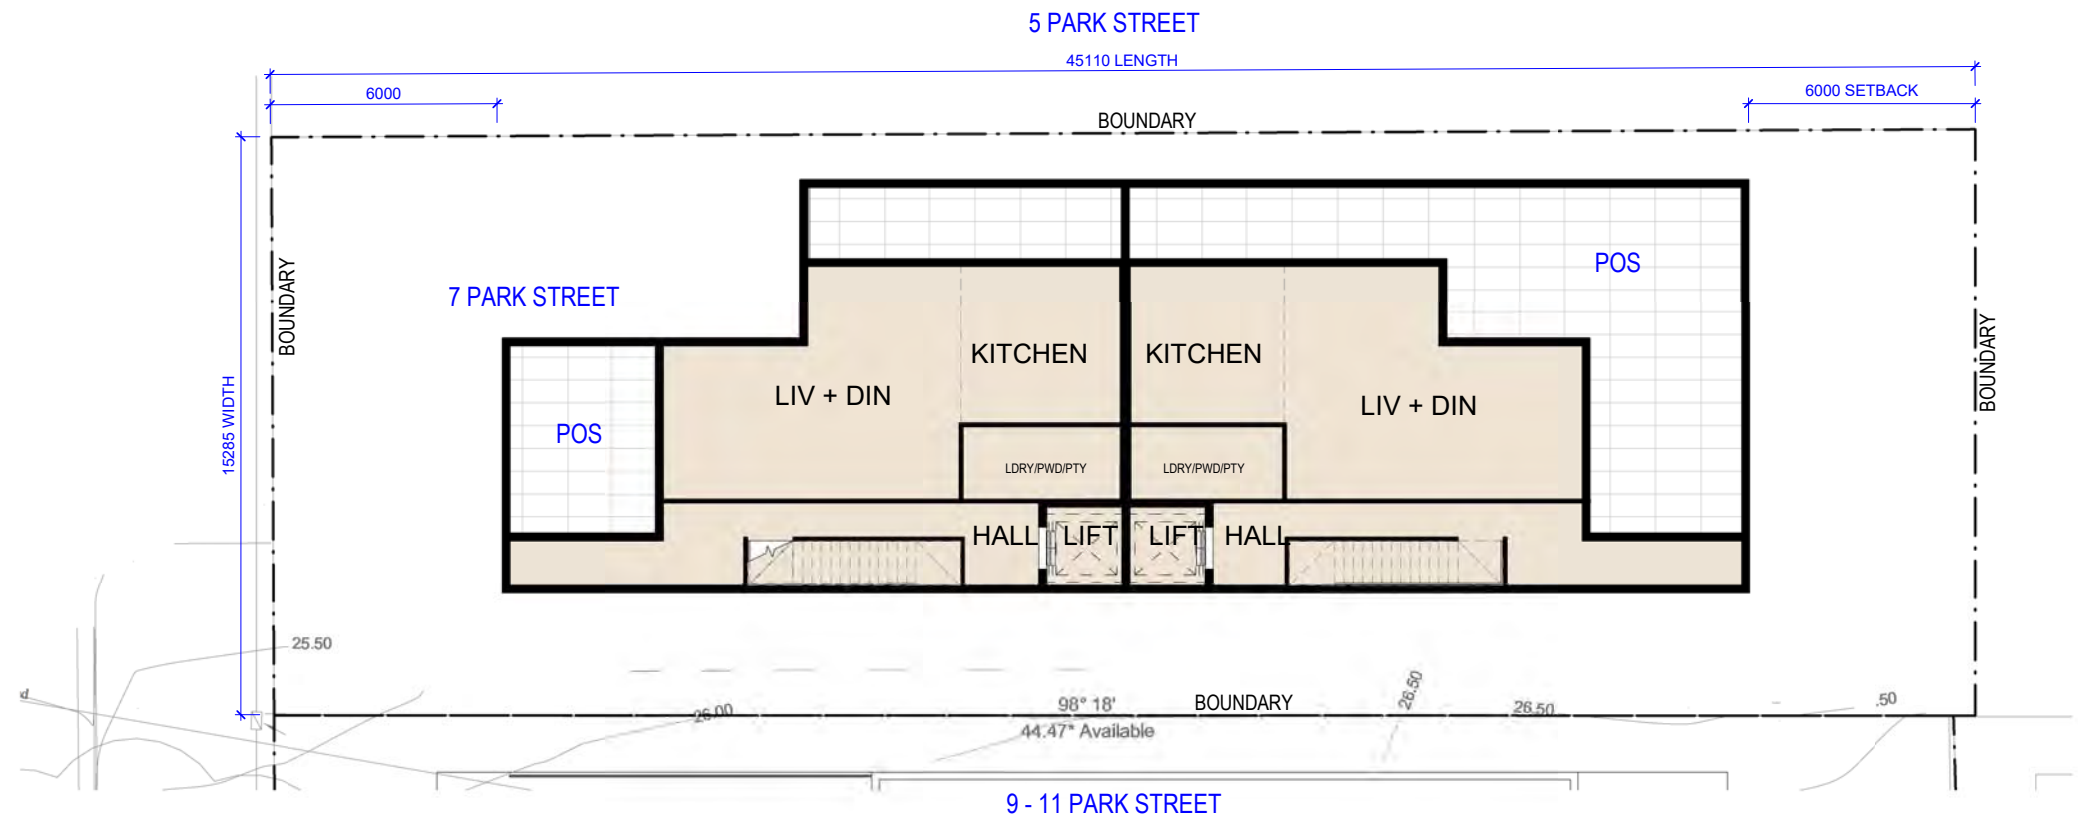 5 PARK STREET
45110 LENGTH
6000
6000 SETBACK
BOUNDARY
POS
BOUNDARY
7 PARK STREET
BOUNDARY
KITCHEN
KITCHEN
LIV + DIN
LIV + DIN
15285 WIDTH
POS
LDRY/PWD/PTY
LDRY/PWD/PTY
HALL
LIFT
LIFT
HALL
25.50
26.00
98° 18'
BOUNDARY
26.50
26.50
.50
44.47* Available
9 - 11 PARK STREET